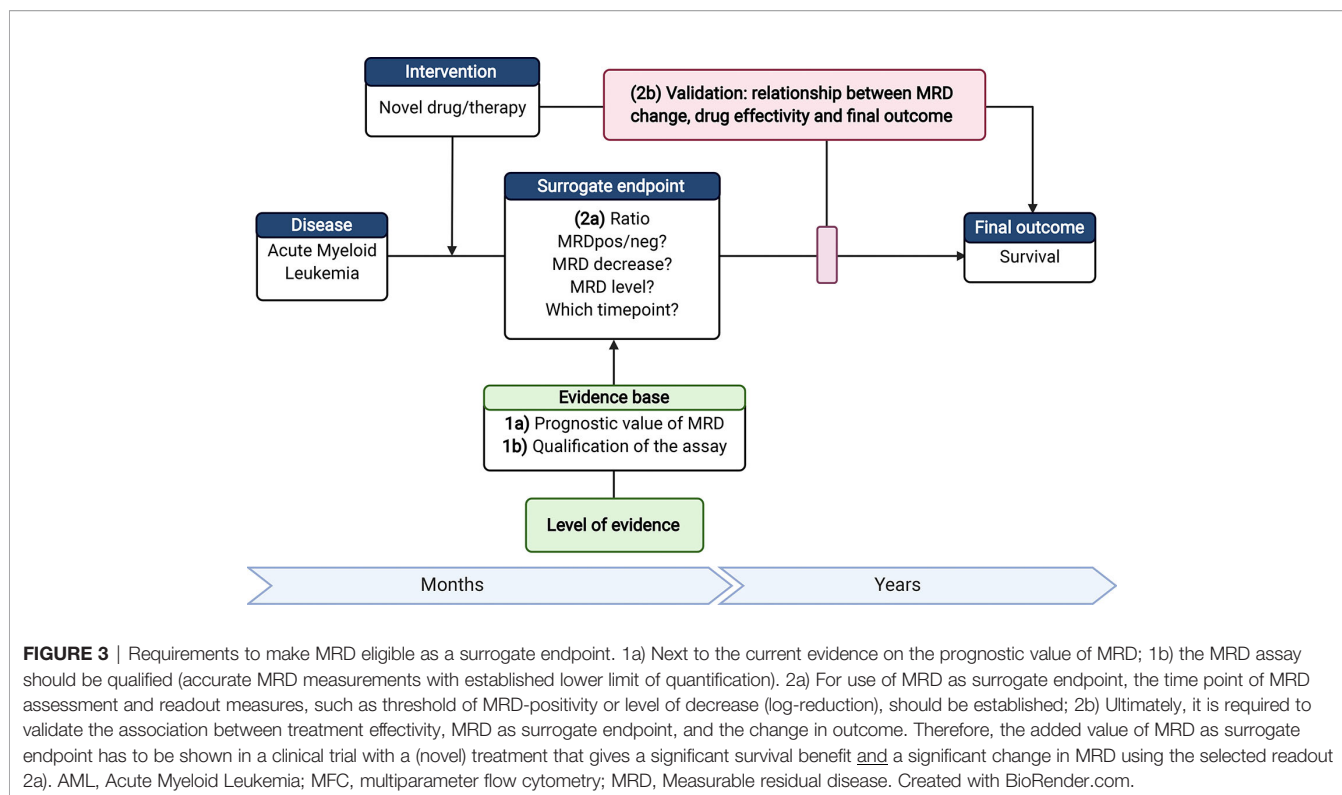 Intervention
Novel drug/therapy
(2b) Validation: relationship between MRD
change, drug effectivity and final outcome
Surrogate endpoint
(2a) Ratio
MRDpos/neg?
MRD decrease?
MRD level?
Which timepoint?
Disease
Acute Myeloid
Leukemia
Final outcome
Survival
Evidence base
1a) Prognostic value of MRD
1b) Qualification of the assay
Level of evidence
Months
Years
FIGURE 3 | Requirements to make MRD eligible as a surrogate endpoint. 1a) Next to the current evidence on the prognostic value of MRD; 1b) the MRD assay
should be qualified (accurate MRD measurements with established lower limit of quantification). 2a) For use of MRD as surrogate endpoint, the time point of MRD
assessment and readout measures, such as threshold of MRD-positivity or level of decrease (log-reduction), should be established; 2b) Ultimately, it is required to
validate the association between treatment effectivity, MRD as surrogate endpoint, and the change in outcome. Therefore, the added value of MRD as surrogate
endpoint has to be shown in a clinical trial with a (novel) treatment that gives a significant survival benefit and a significant change in MRD using the selected readout
2a). AML, Acute Myeloid Leukemia; MFC, multiparameter flow cytometry; MRD, Measurable residual disease. Created with BioRender.com.